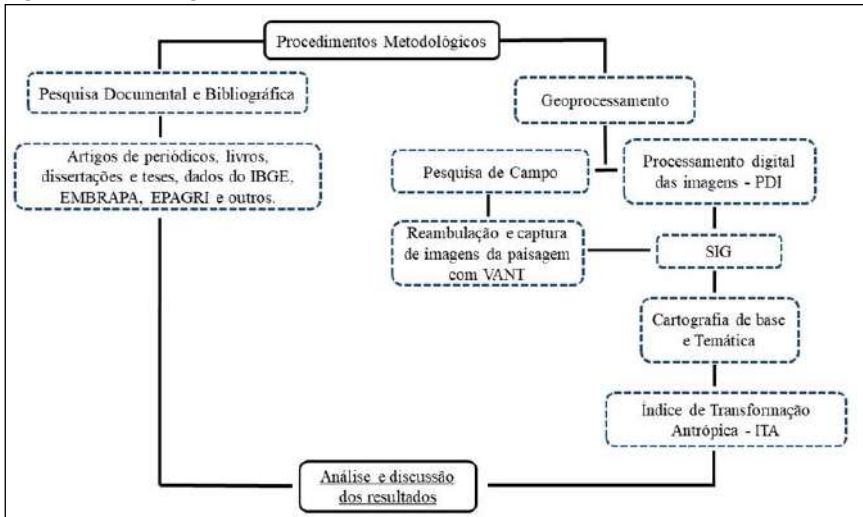 Procedimentos Metodológicos
Pesquisa Documental e Bibliográfica
Artigos de periódicos, livros,
dissertações e teses, dados do IBGE,
EMBRAPA, EPAGRI e outros.
Geoprocessamento
Pesquisa de Campo
Processamento digital
das imagens - PDI
Reambulação e captura
de imagens da paisagem
com VANT
SIG
Cartografia de base
e Temática
Índice de Transformação
Antrópica - ITA
Análise e discussão
dos resultados